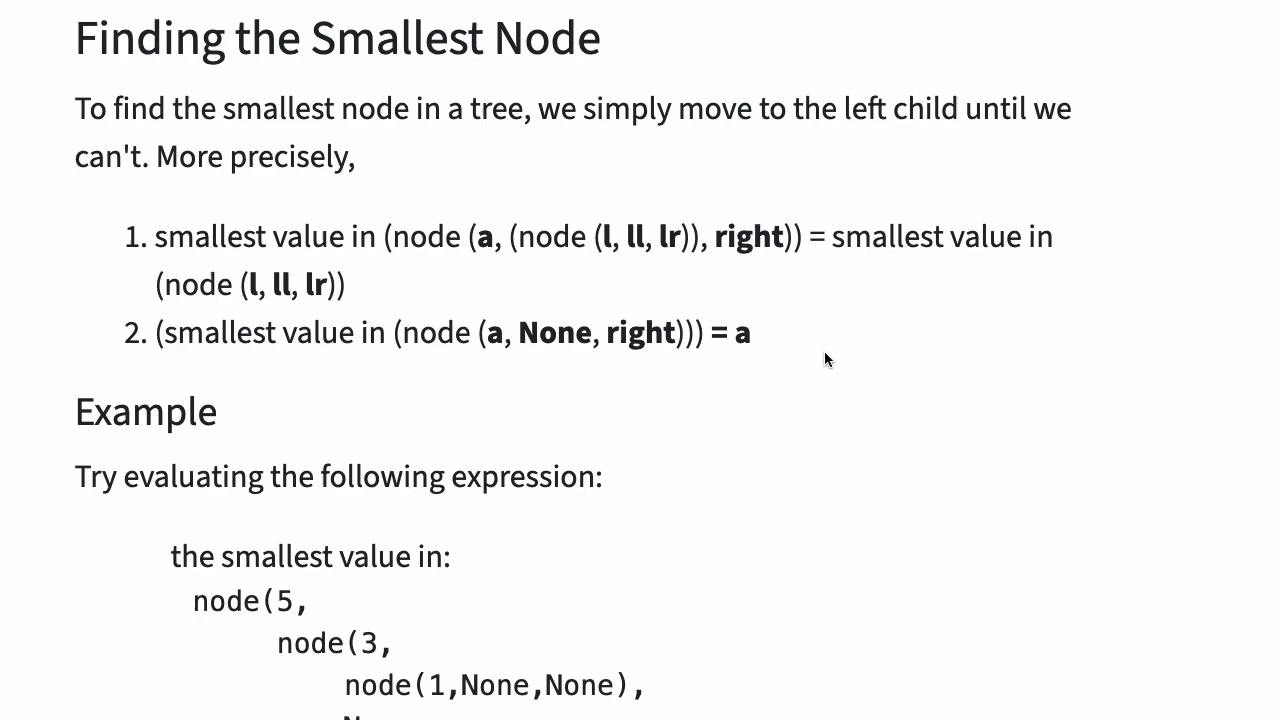 Finding the Smallest Node
To find the smallest node in a tree, we simply move to the left child until we
can't. More precisely,
1. smallest value in (node (a, (node (l, ll, lr)), right)) = smallest value in
(node (l, ll, lr))
2. (smallest value in (node (a, None, right))) = a
Example
Try evaluating the following expression:
the smallest value in:
node(5,
node(3,
node(1,None,None),